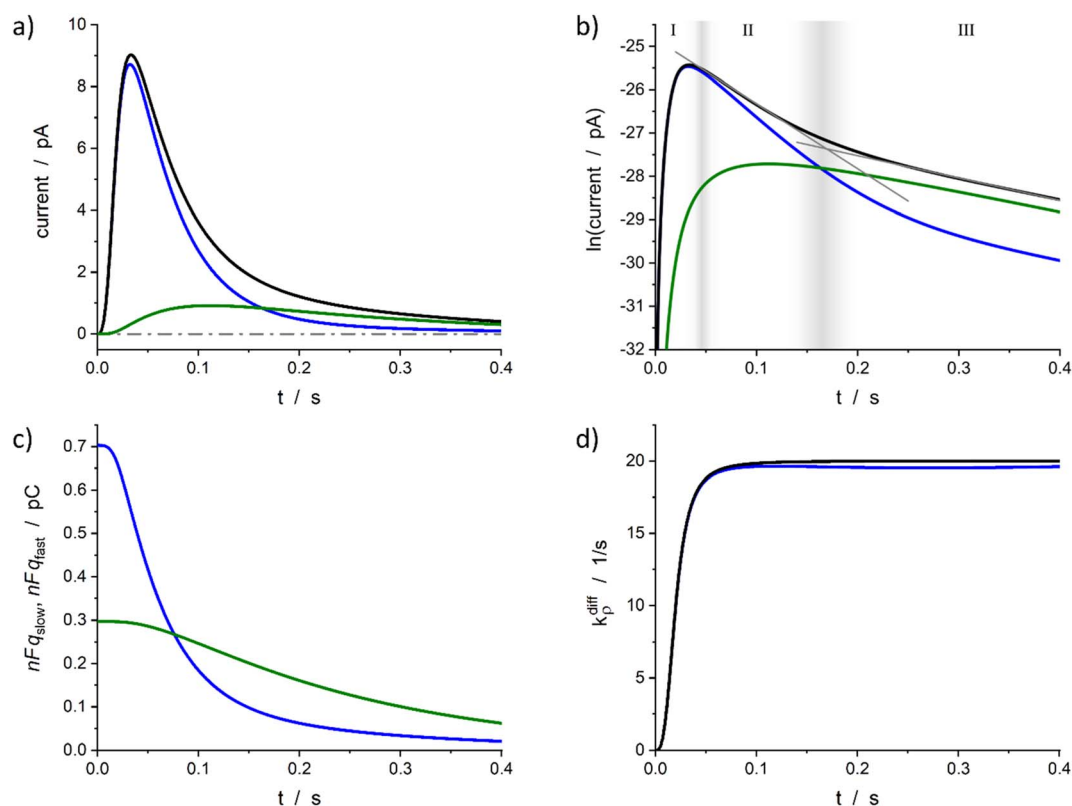 a)
current / pA
10
8
6
4
2
0
0.0 0.1 0.2 0.3 0.4
t / s
b)
I II III
ln(current / pA)
-25
-26
-27
-28
-29
-30
-31
-32
0.0 0.1 0.2 0.3 0.4
t / s
c)
nFq_slow, nFq_fast / pC
0.7
0.6
0.5
0.4
0.3
0.2
0.1
0.0
0.0 0.1 0.2 0.3 0.4
t / s
d)
k_ρ^diff / 1/s
20
15
10
5
0
0.0 0.1 0.2 0.3 0.4
t / s